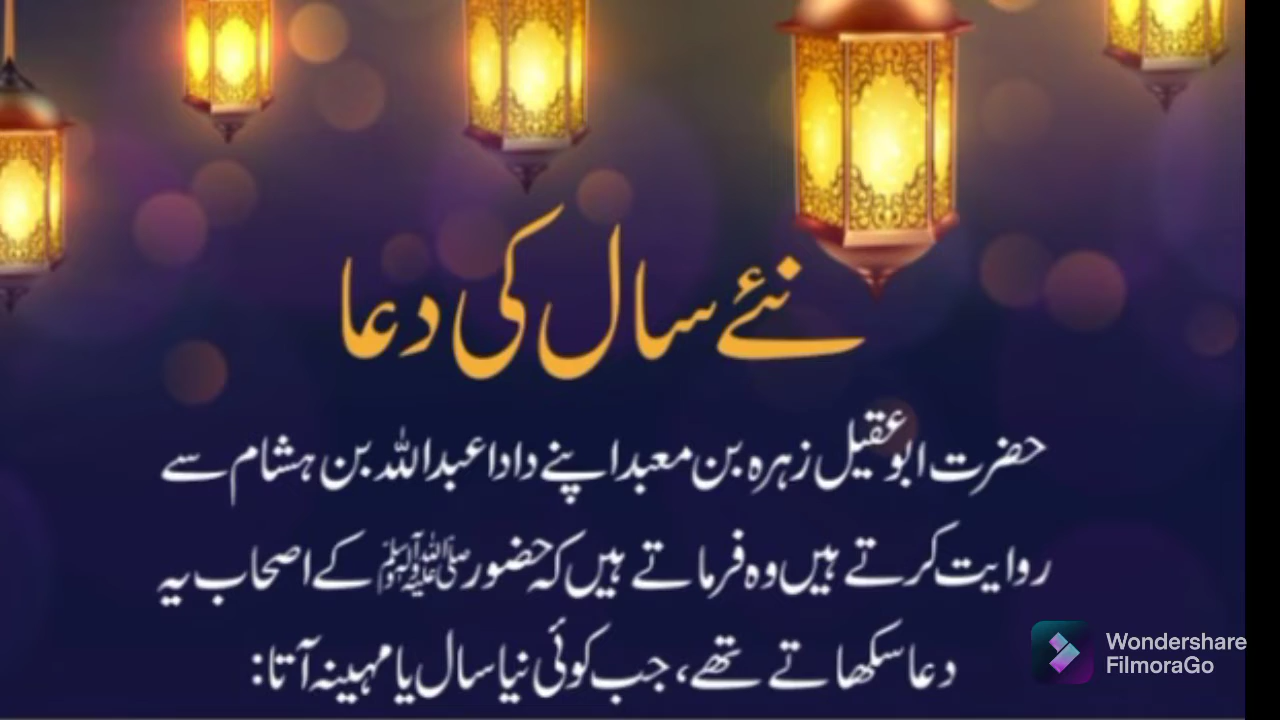 نئے سال کی دعا
حضرت ابو عقیل زہرہ بن معبد اپنے دادا عبداللہ بن ہشام سے
روایت کرتے ہیں وہ فرماتے ہیں کہ حضور ﷺ کے اصحاب یہ
دعا سکھاتے تھے، جب کوئی نیا سال یا مہینہ آتا:
Wondershare
FilmoraGo